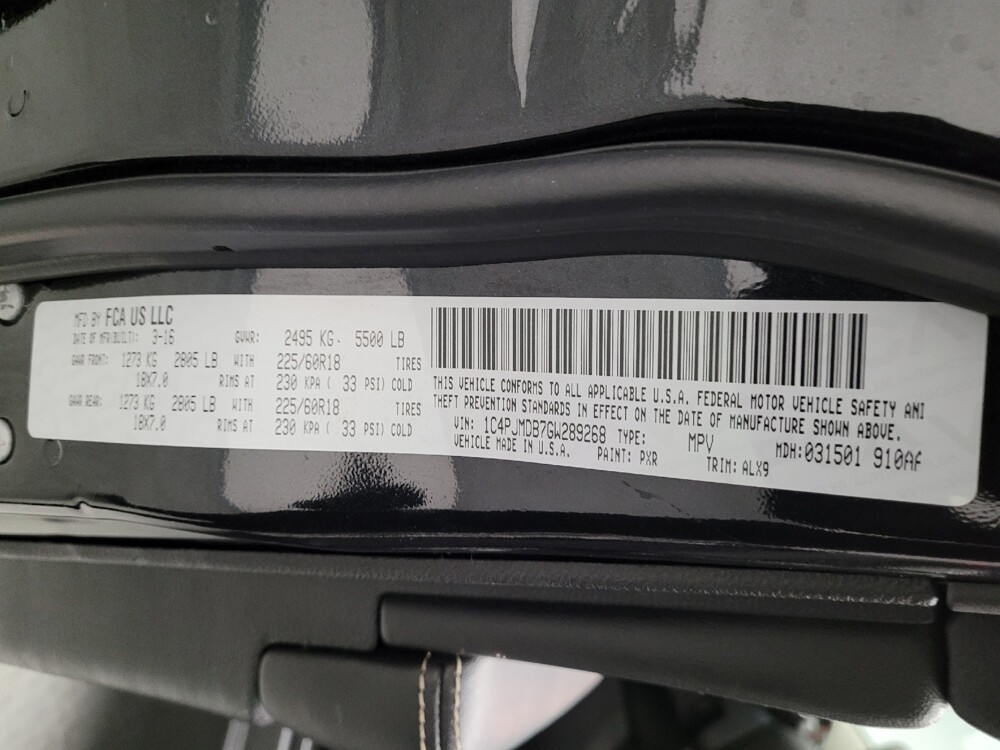 MFD BY FCA US LLC
DATE OF MFR(BUILT): 3-16 GVWR: 2495 KG 5500 LB
GAWR FRONT: 1273 KG 2805 LB WITH 225/60R18 TIRES
18X7.0 RIMS AT 230 KPA ( 33 PSI) COLD
GAWR REAR: 1273 KG 2805 LB WITH 225/60R18 TIRES
18X7.0 RIMS AT 230 KPA ( 33 PSI) COLD
THIS VEHICLE CONFORMS TO ALL APPLICABLE U.S.A. FEDERAL MOTOR VEHICLE SAFETY AND
THEFT PREVENTION STANDARDS IN EFFECT ON THE DATE OF MANUFACTURE SHOWN ABOVE.
VIN: 1C4PJMDB7GW289268 TYPE: MPV MDH:031501 910AF
VEHICLE MADE IN U.S.A. PAINT: PXR TRIM: ALX9